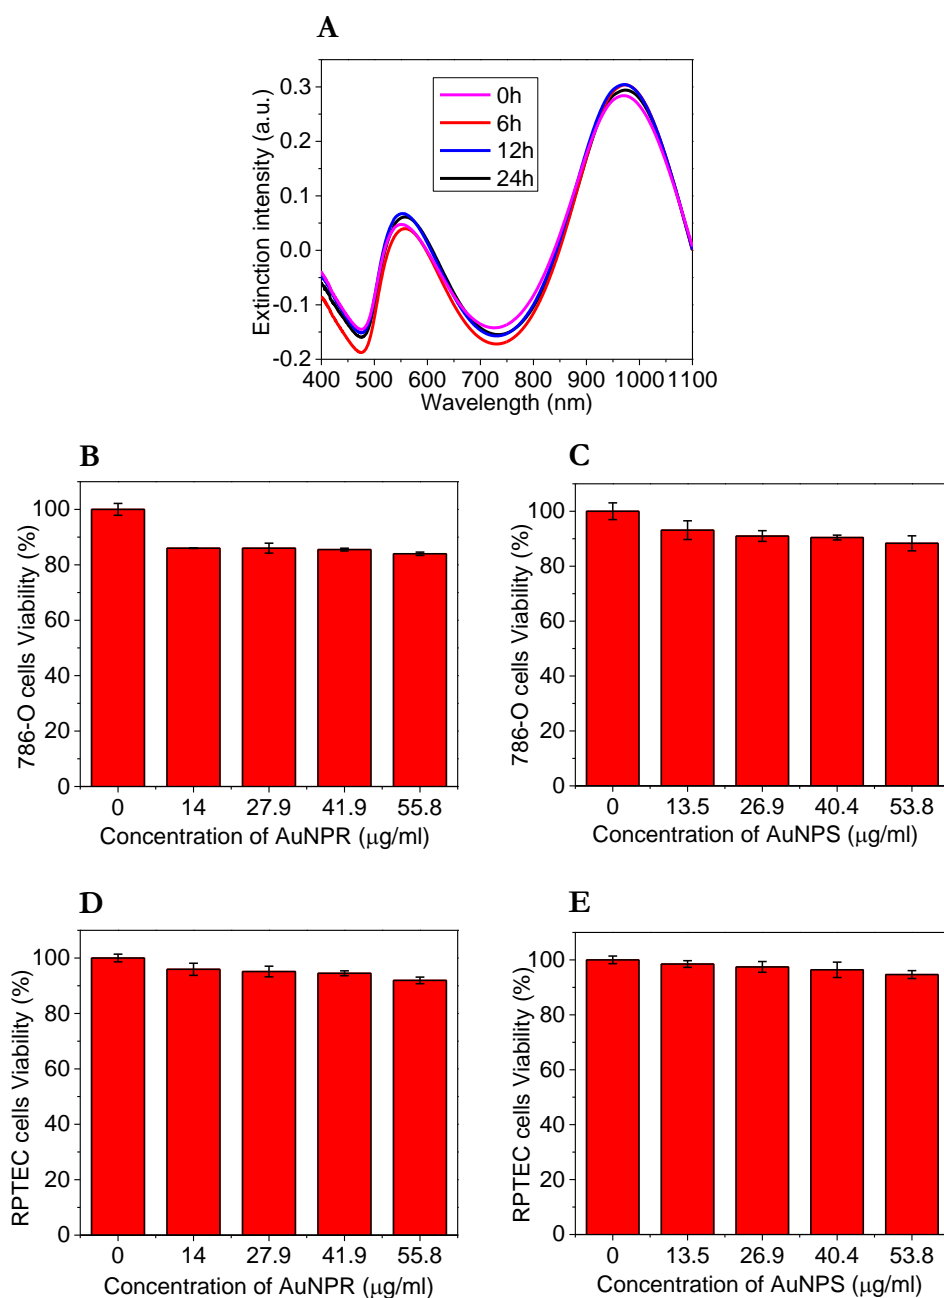 A
Extinction intensity (a.u.)
0.3
0.2
0.1
0.0
-0.1
-0.2
0h
6h
12h
24h
400 500 600 700 800 900 1000 1100
Wavelength (nm)
B
786-O cells Viability (%)
100
80
60
40
20
0
0 14 27.9 41.9 55.8
Concentration of AuNPR (μg/ml)
C
786-O cells Viability (%)
100
80
60
40
20
0
0 13.5 26.9 40.4 53.8
Concentration of AuNPS (μg/ml)
D
RPTEC cells Viability (%)
100
80
60
40
20
0
0 14 27.9 41.9 55.8
Concentration of AuNPR (μg/ml)
E
RPTEC cells Viability (%)
100
80
60
40
20
0
0 13.5 26.9 40.4 53.8
Concentration of AuNPS (μg/ml)